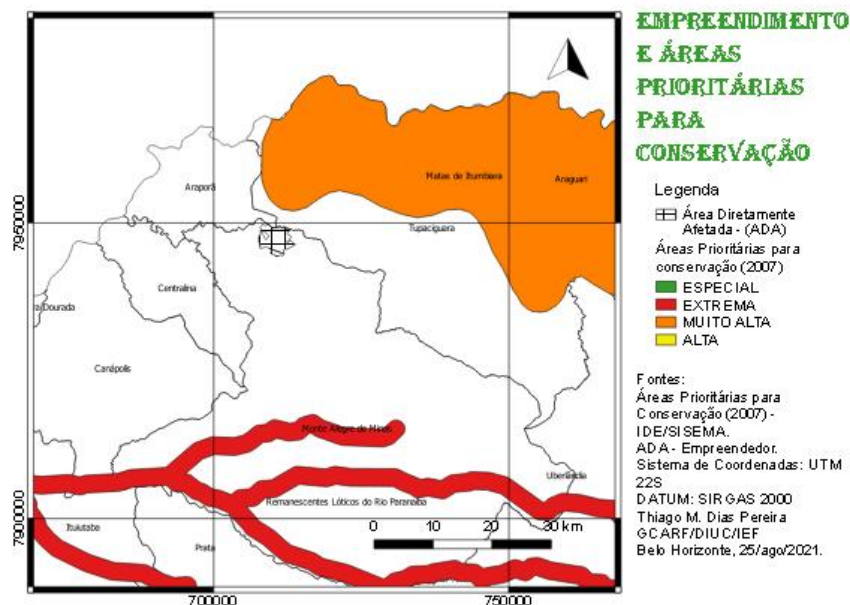 EMPREENDIMENTO
E ÁREAS
PRIORITÁRIAS
PARA
CONSERVAÇÃO
Legenda
Área Diretamente
Afetada - (ADA)
Áreas Prioritárias para
conservação (2007)
ESPECIAL
EXTREMA
MUITO ALTA
ALTA
Fontes:
Áreas Prioritárias para
Conservação (2007) -
IDE/SISEMA.
ADA - Empreendedor.
Sistema de Coordenadas: UTM
22S
DATUM: SIRGAS 2000
Thiago M. Dias Pereira
GCARF/DIUC/IEF
Belo Horizonte, 25/ago/2021.
Matas de Itumbiara
Araguari
Araporã
7950000
Tupaciguara
Centralina
ra Dourada
Canápolis
Monte Alegre de Minas
Uberlândia
Remanescentes Lóticos do Rio Paranaíba
7900000
Ituiutaba
0 10 20 30 km
Prata
700000
750000